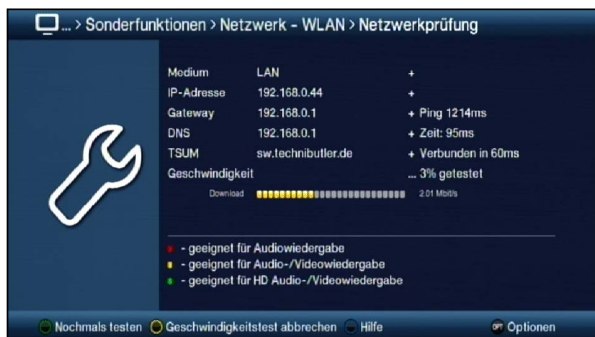 ... > Sonderfunktionen > Netzwerk - WLAN > Netzwerkprüfung
Medium LAN +
IP-Adresse 192.168.0.44 +
Gateway 192.168.0.1 + Ping 1214ms
DNS 192.168.0.1 + Zeit: 95ms
TSUM sw.technibutler.de + Verbunden in 60ms
Geschwindigkeit ... 3% getestet
Download 2.01 Mbit/s
- geeignet für Audiowiedergabe
- geeignet für Audio-/Videowiedergabe
- geeignet für HD Audio-/Videowiedergabe
Nochmals testen Geschwindigkeitstest abbrechen Hilfe OPT Optionen